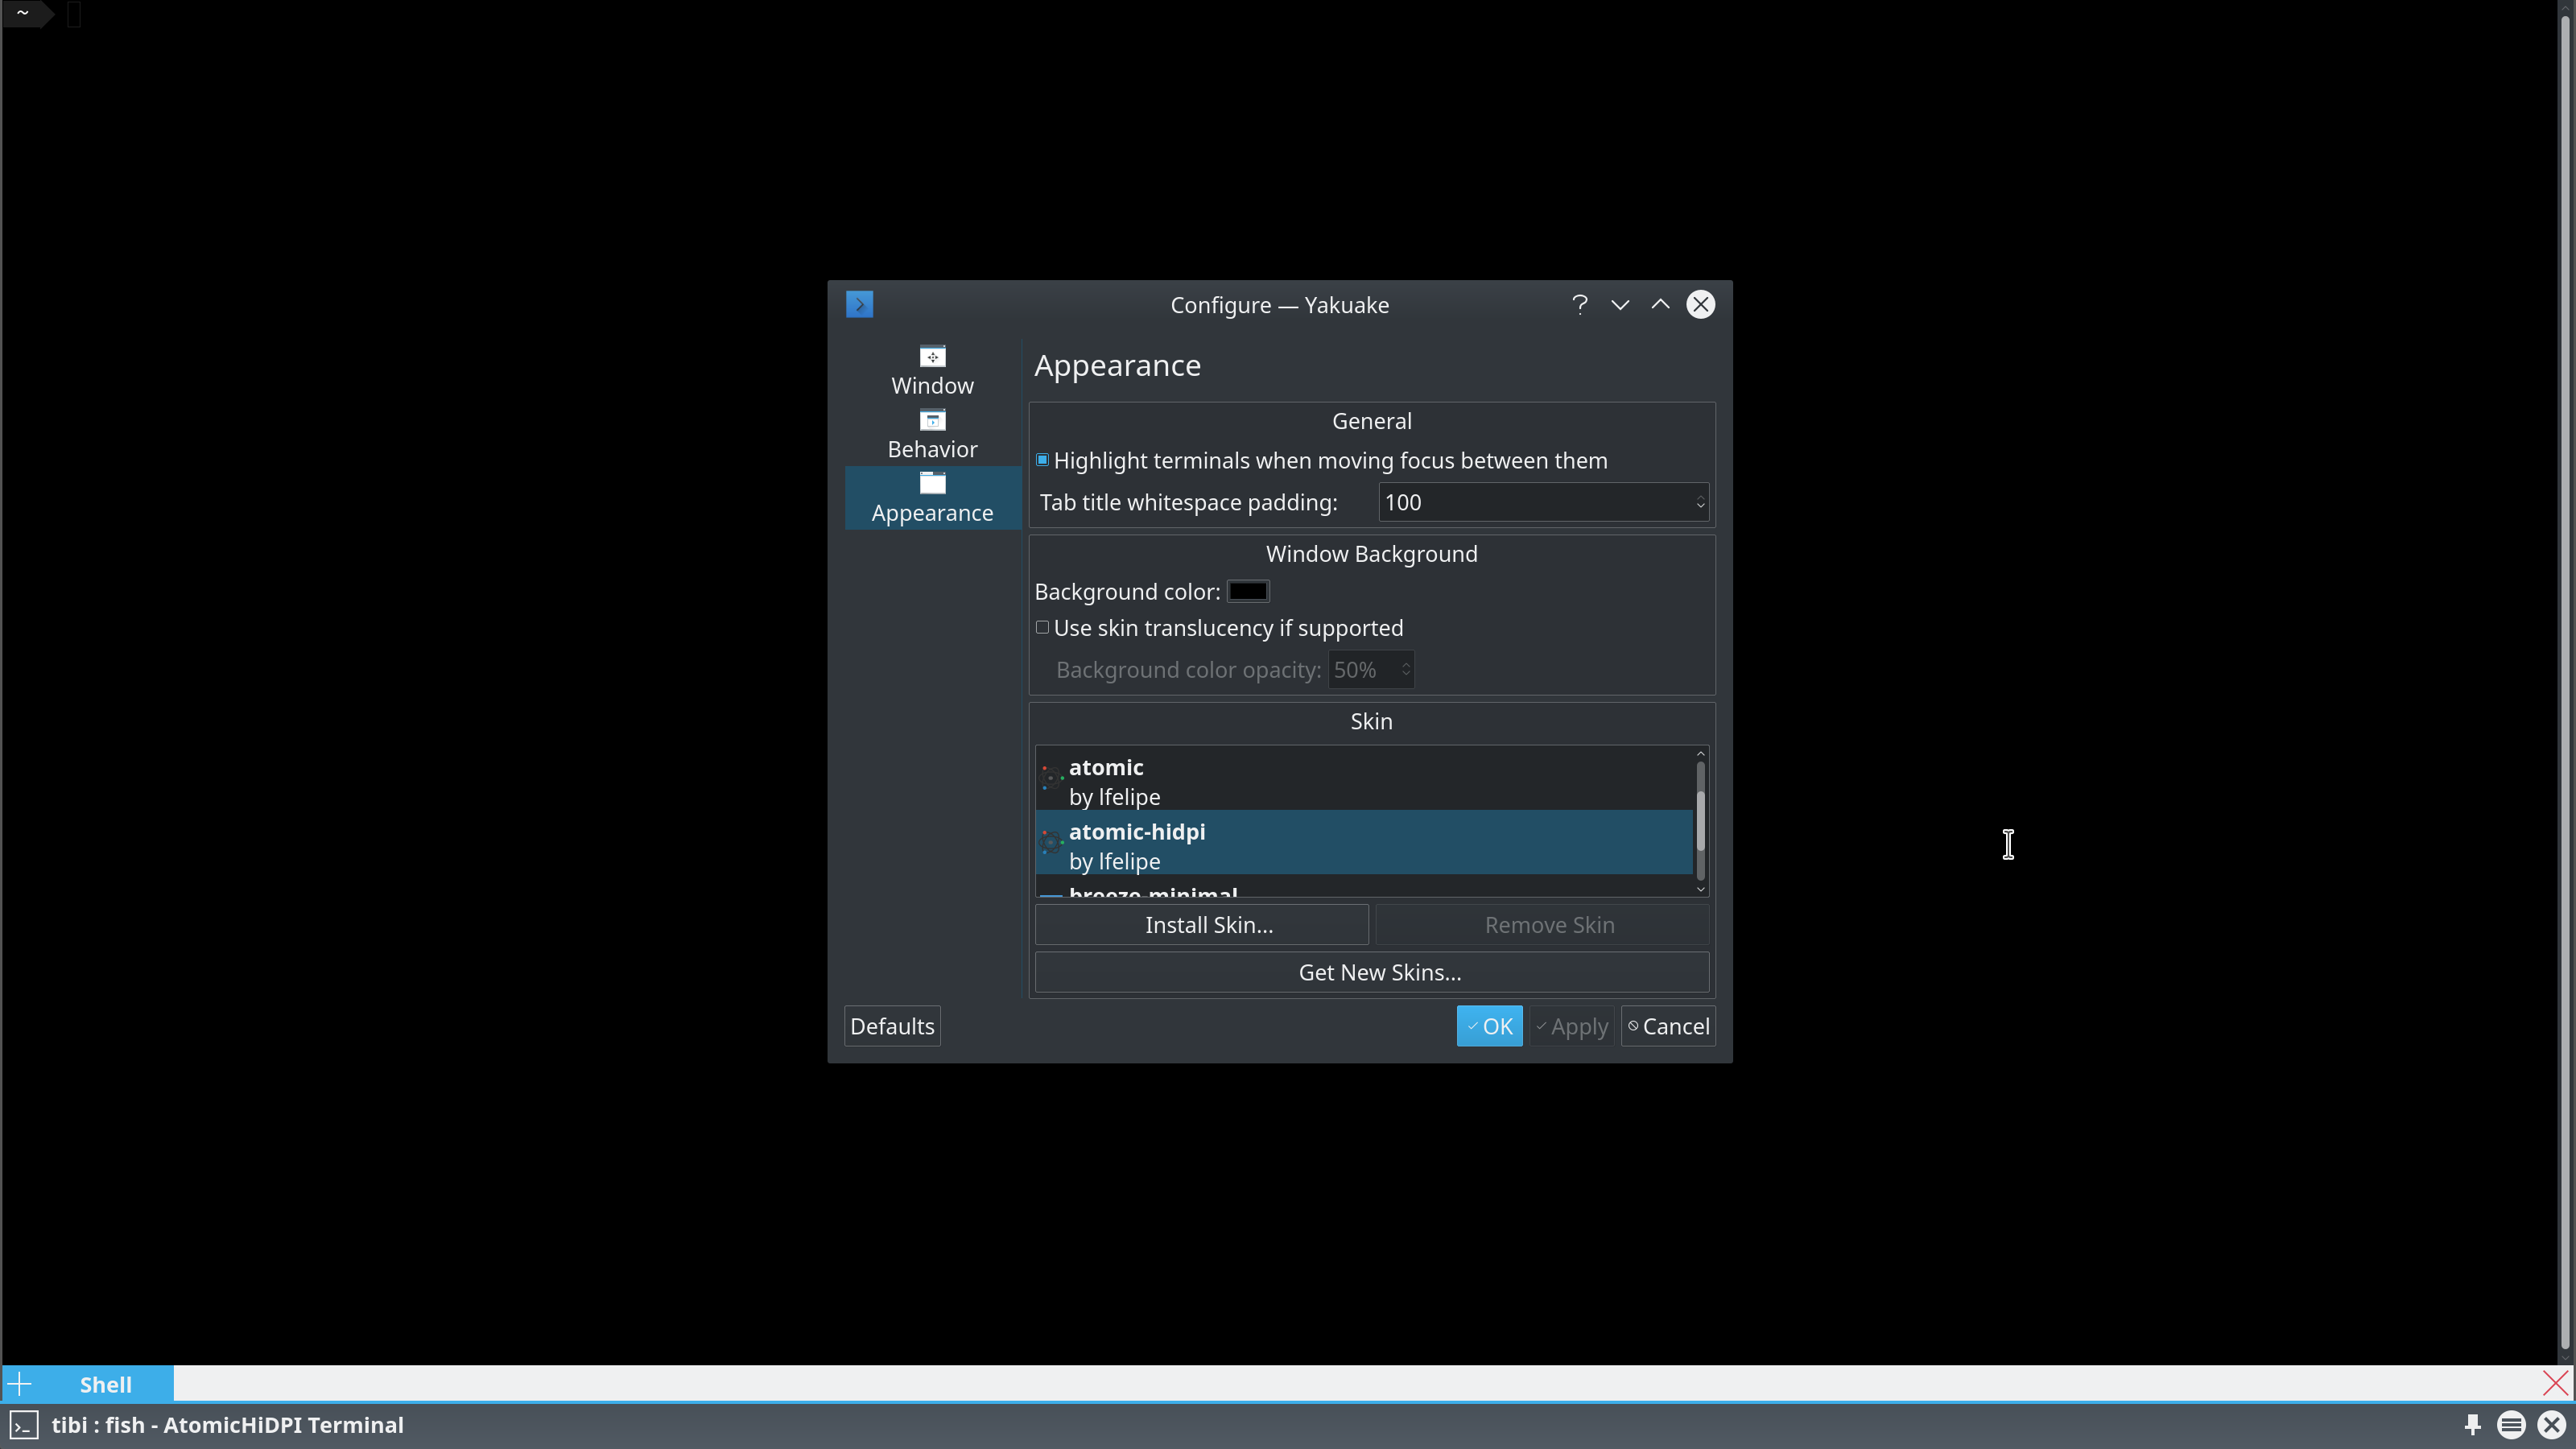 ~
Configure — Yakuake
Window
Behavior
Appearance
Appearance
General
Highlight terminals when moving focus between them
Tab title whitespace padding: 100
Window Background
Background color:
Use skin translucency if supported
Background color opacity: 50%
Skin
atomic
by lfelipe
atomic-hidpi
by lfelipe
breeze-minimal
Install Skin...
Remove Skin
Get New Skins...
Defaults
OK
Apply
Cancel
Shell
tibi : fish - AtomicHiDPI Terminal